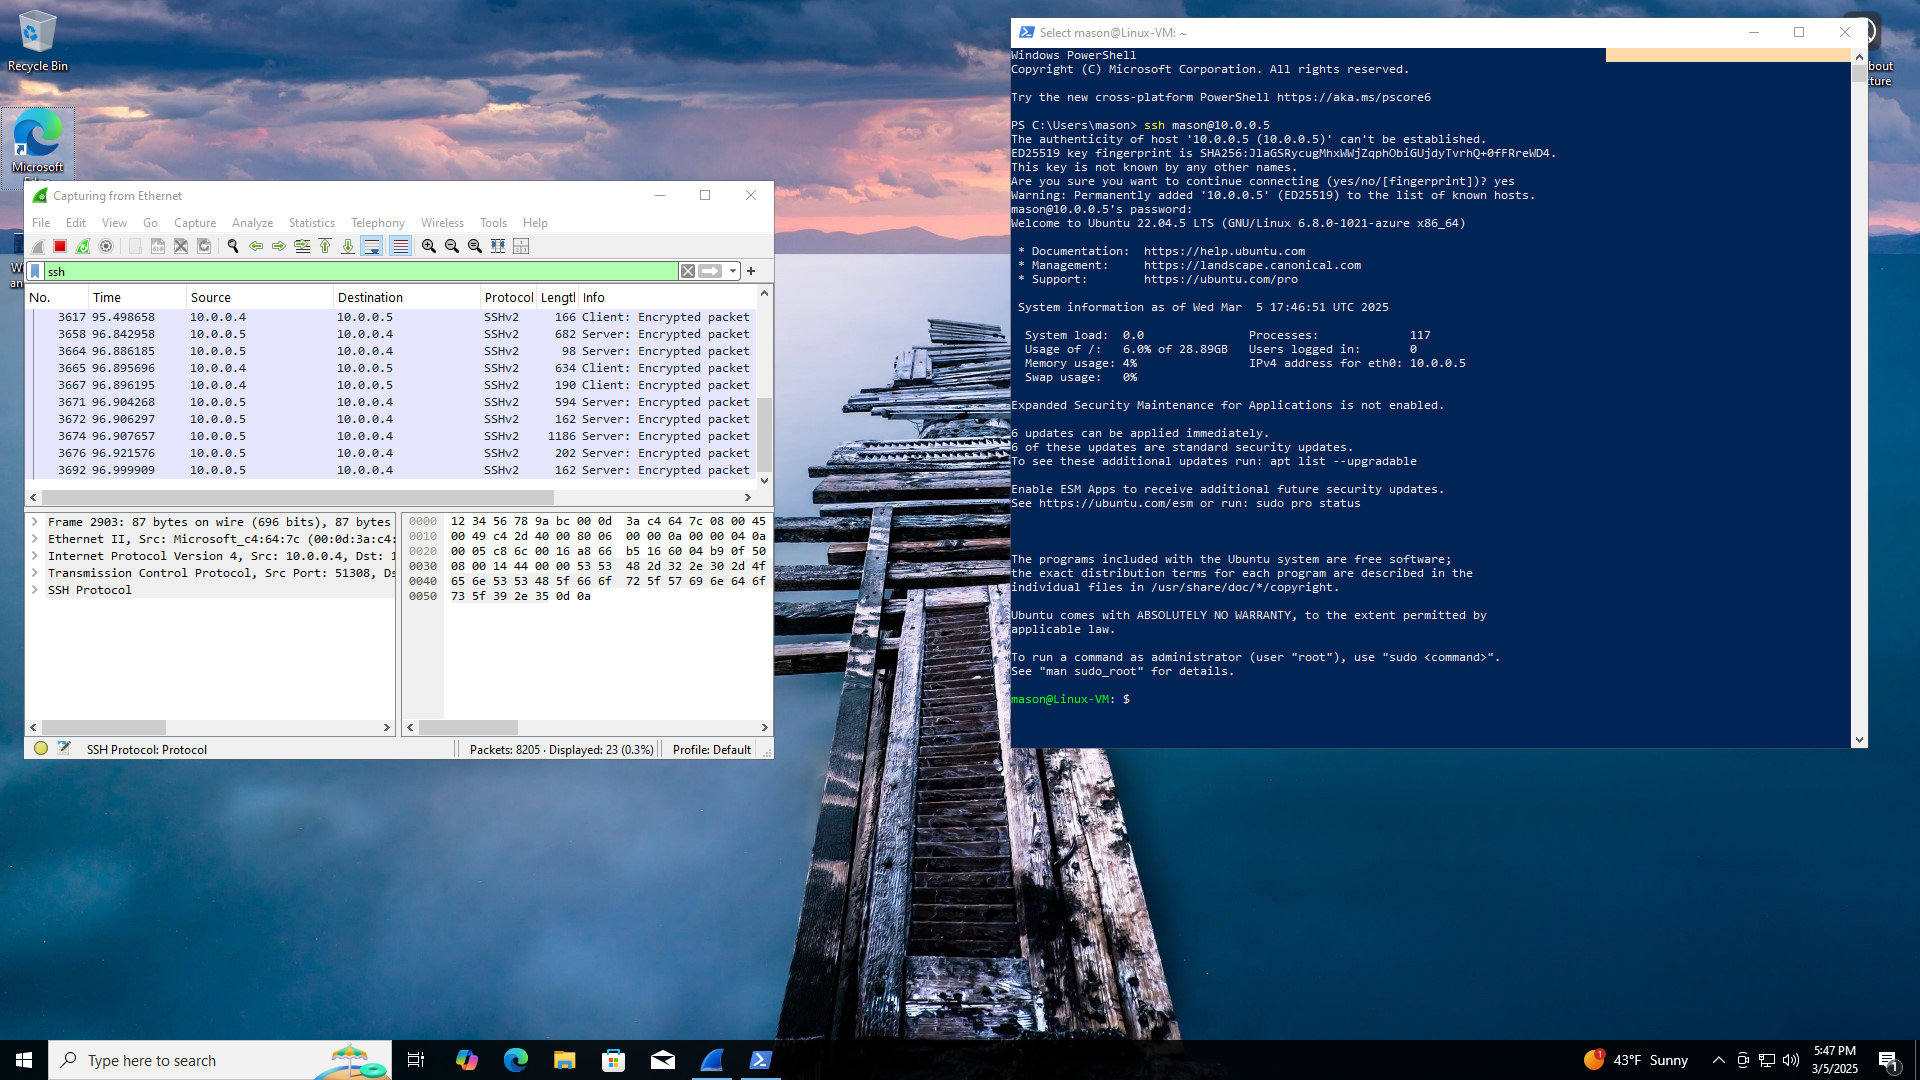 Recycle Bin
Microsoft
Capturing from Ethernet
File Edit View Go Capture Analyze Statistics Telephony Wireless Tools Help
ssh
No. Time Source Destination Protocol Lengtl Info
3617 95.498658 10.0.0.4 10.0.0.5 SSHv2 166 Client: Encrypted packet
3658 96.842958 10.0.0.5 10.0.0.4 SSHv2 682 Server: Encrypted packet
3664 96.886185 10.0.0.5 10.0.0.4 SSHv2 98 Server: Encrypted packet
3665 96.895696 10.0.0.4 10.0.0.5 SSHv2 634 Client: Encrypted packet
3667 96.896195 10.0.0.4 10.0.0.5 SSHv2 190 Client: Encrypted packet
3671 96.904268 10.0.0.5 10.0.0.4 SSHv2 594 Server: Encrypted packet
3672 96.906297 10.0.0.5 10.0.0.4 SSHv2 162 Server: Encrypted packet
3674 96.907657 10.0.0.5 10.0.0.4 SSHv2 1186 Server: Encrypted packet
3676 96.921576 10.0.0.5 10.0.0.4 SSHv2 202 Server: Encrypted packet
3692 96.999909 10.0.0.5 10.0.0.4 SSHv2 162 Server: Encrypted packet
Frame 2903: 87 bytes on wire (696 bits), 87 bytes
Ethernet II, Src: Microsoft_c4:64:7c (00:0d:3a:c4:
Internet Protocol Version 4, Src: 10.0.0.4, Dst: 1
Transmission Control Protocol, Src Port: 51308, Ds
SSH Protocol
0000 12 34 56 78 9a bc 00 0d 3a c4 64 7c 08 00 45
0010 00 49 c4 2d 40 00 80 06 00 00 0a 00 00 04 0a
0020 00 05 c8 6c 00 16 a8 66 b5 16 60 04 b9 0f 50
0030 08 00 14 44 00 00 53 53 48 2d 32 2e 30 2d 4f
0040 65 6e 53 53 48 5f 66 6f 72 5f 57 69 6e 64 6f
0050 73 5f 39 2e 35 0d 0a
SSH Protocol: Protocol
Packets: 8205 · Displayed: 23 (0.3%)
Profile: Default
Select mason@Linux-VM: ~
Windows PowerShell
Copyright (C) Microsoft Corporation. All rights reserved.
Try the new cross-platform PowerShell https://aka.ms/pscore6
PS C:\Users\mason> ssh mason@10.0.0.5
The authenticity of host '10.0.0.5 (10.0.0.5)' can't be established.
ED25519 key fingerprint is SHA256:JlaGSRycugMhxWWjZqphObiGUjdyTvrhQ+0fFRreWD4.
This key is not known by any other names.
Are you sure you want to continue connecting (yes/no/[fingerprint])? yes
Warning: Permanently added '10.0.0.5' (ED25519) to the list of known hosts.
mason@10.0.0.5's password:
Welcome to Ubuntu 22.04.5 LTS (GNU/Linux 6.8.0-1021-azure x86_64)
* Documentation: https://help.ubuntu.com
* Management: https://landscape.canonical.com
* Support: https://ubuntu.com/pro
System information as of Wed Mar 5 17:46:51 UTC 2025
System load: 0.0 Processes: 117
Usage of /: 6.0% of 28.89GB Users logged in: 0
Memory usage: 4% IPv4 address for eth0: 10.0.0.5
Swap usage: 0%
Expanded Security Maintenance for Applications is not enabled.
6 updates can be applied immediately.
6 of these updates are standard security updates.
To see these additional updates run: apt list --upgradable
Enable ESM Apps to receive additional future security updates.
See https://ubuntu.com/esm or run: sudo pro status
The programs included with the Ubuntu system are free software;
the exact distribution terms for each program are described in the
individual files in /usr/share/doc/*/copyright.
Ubuntu comes with ABSOLUTELY NO WARRANTY, to the extent permitted by
applicable law.
To run a command as administrator (user "root"), use "sudo <command>".
See "man sudo_root" for details.
mason@Linux-VM: $
Type here to search
43°F Sunny
5:47 PM
3/5/2025
1